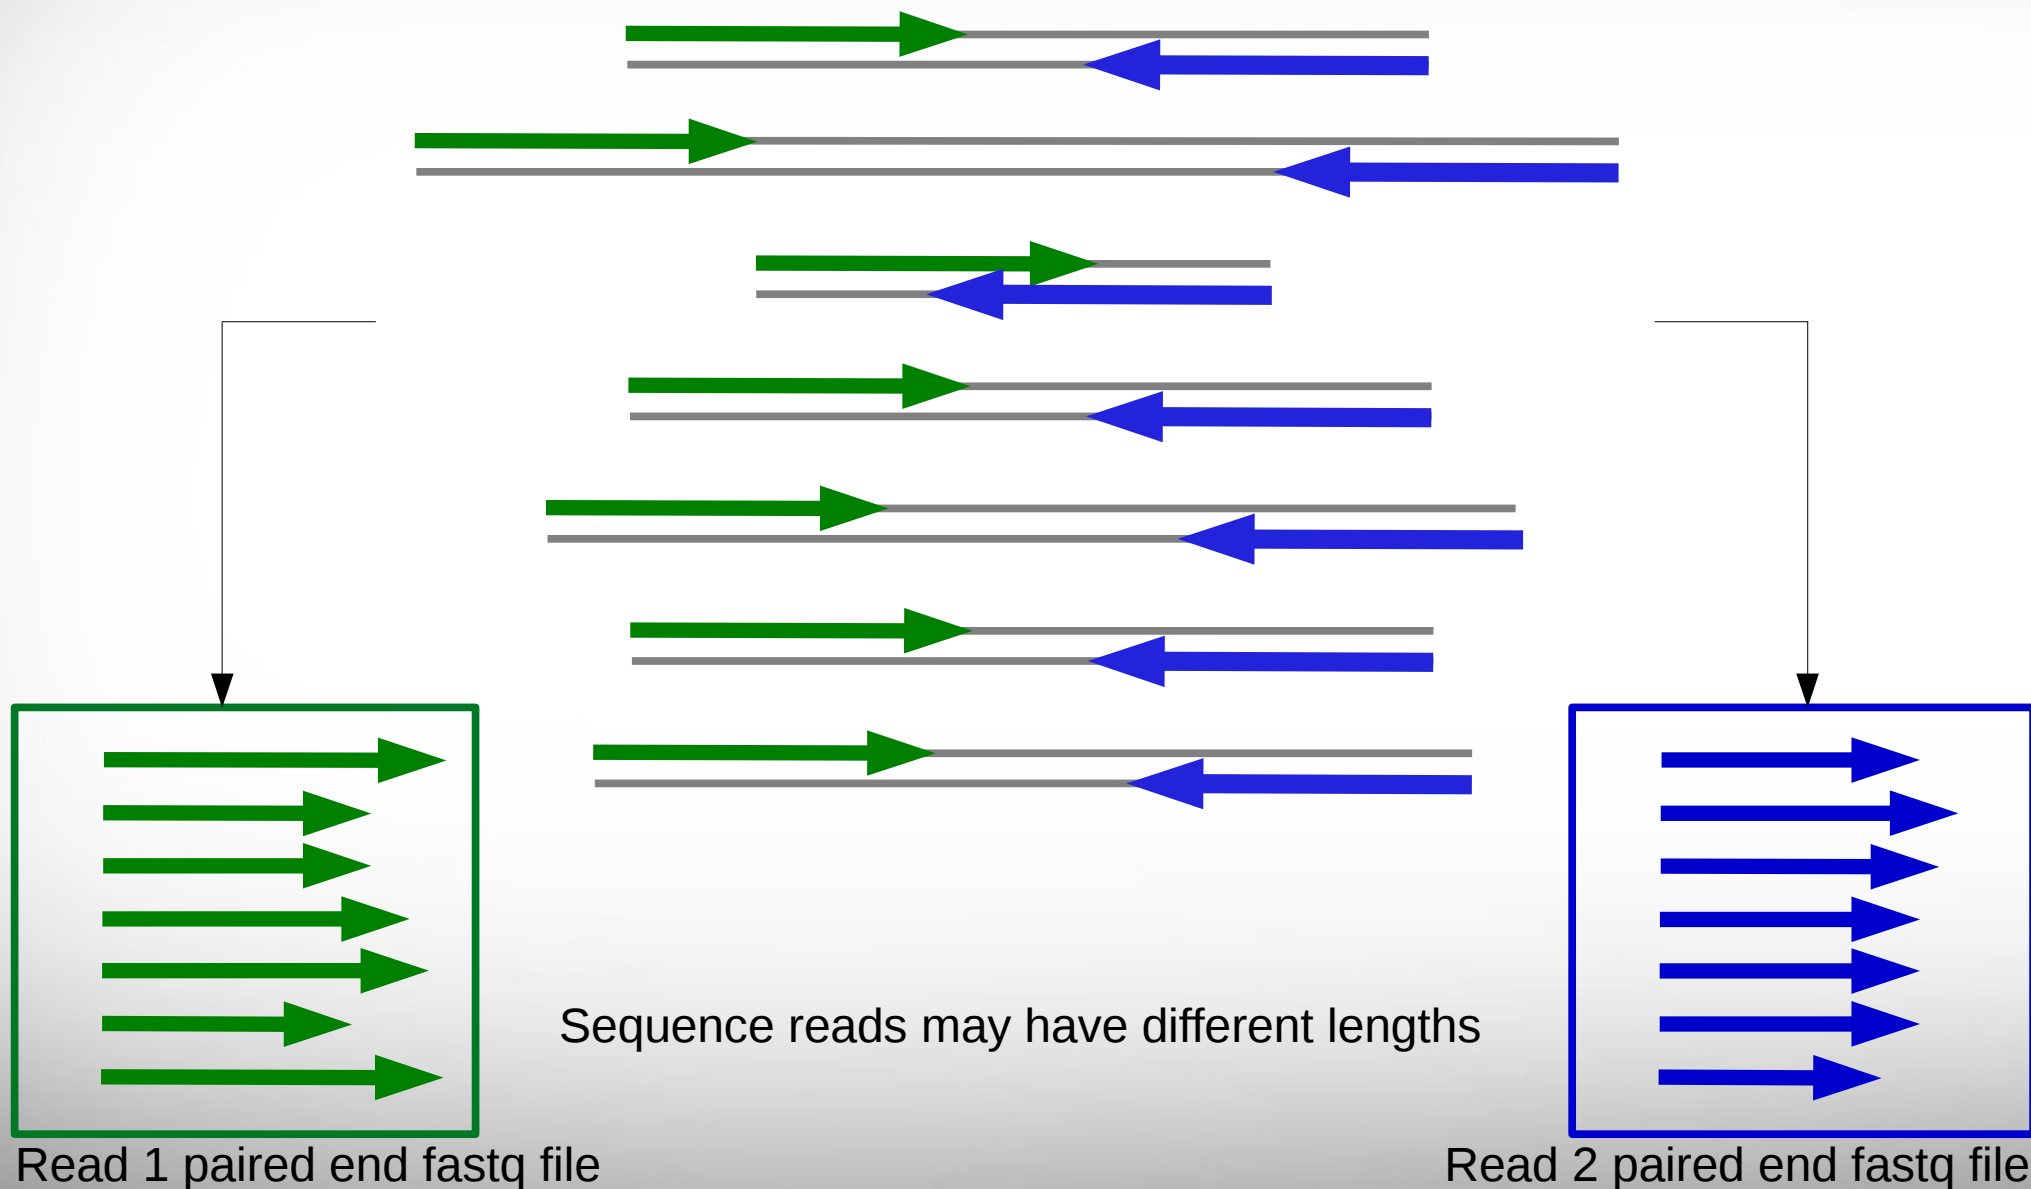 Sequence reads may have different lengths
Read 1 paired end fastq file
Read 2 paired end fastq file